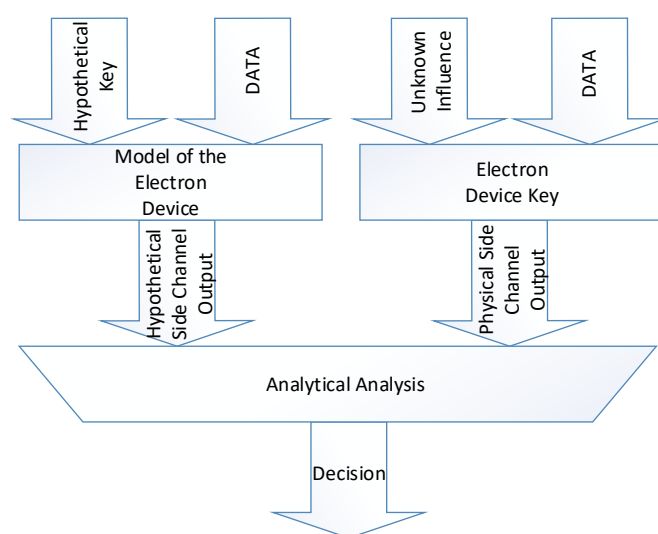 Hypothetical
Key
DATA
Unknown
Influence
DATA
Model of the
Electron
Device
Electron
Device Key
Hypothetical
Side Channel
Output
Physical Side
Channel
Output
Analytical Analysis
Decision